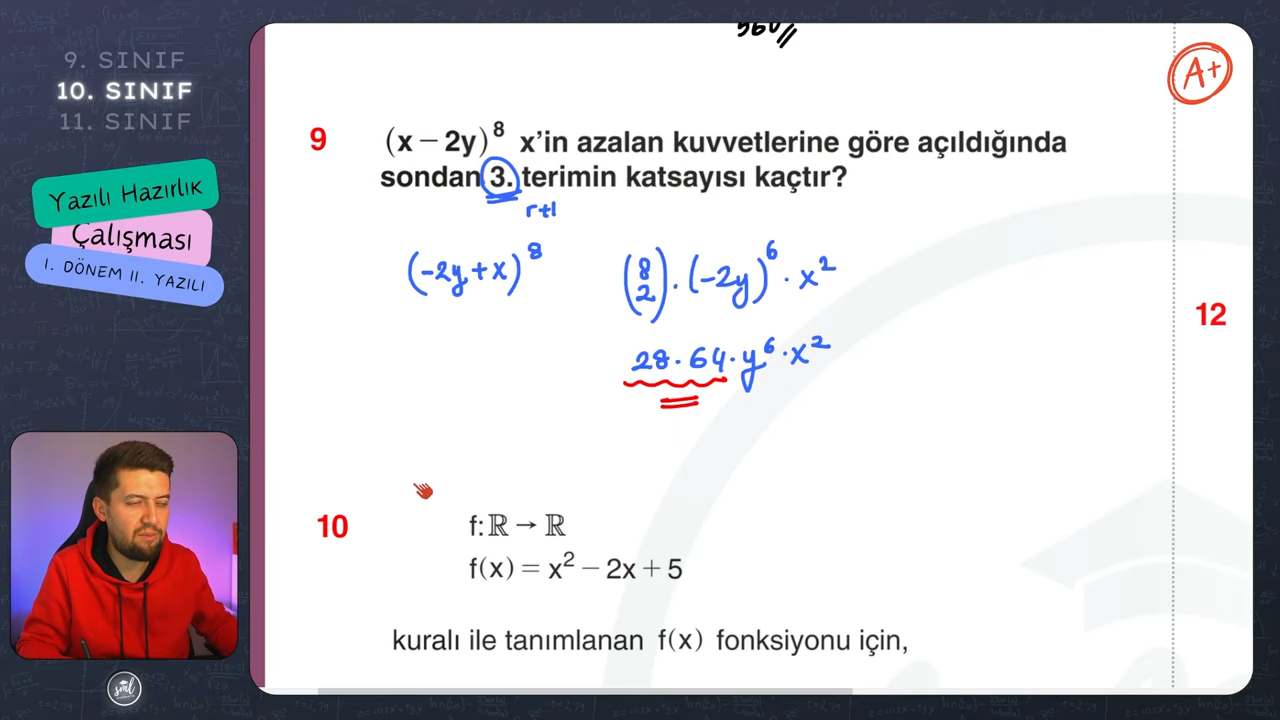 9. SINIF
10. SINIF
11. SINIF
Yazılı Hazırlık
Çalışması
I. DÖNEM II. YAZILI
560//
A+
9 (x − 2y)⁸ x’in azalan kuvvetlerine göre açıldığında
sondan 3. terimin katsayısı kaçtır?
r+1
(-2y+x)⁸ (8 2) · (-2y)⁶ · x²
28 · 64 · y⁶ · x²
12
10 f: ℝ → ℝ
f(x) = x² − 2x + 5
kuralı ile tanımlanan f(x) fonksiyonu için,
sml